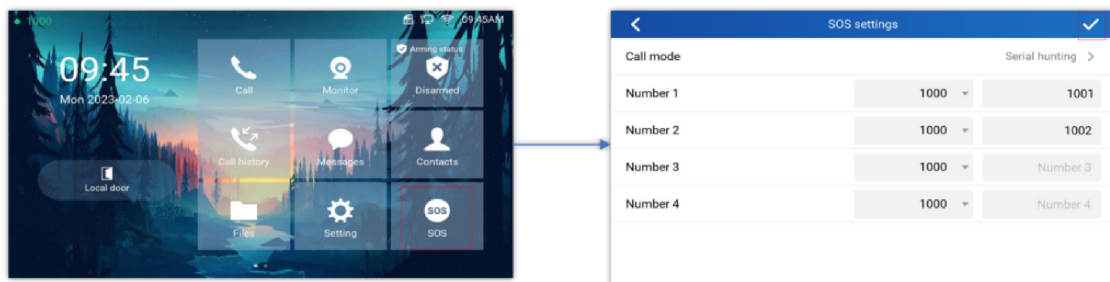 1000
09:45AM
09:45
Mon 2023-02-06
Call
Monitor
Arming status
Disarmed
Call history
Messages
Contacts
Local door
Files
Setting
SOS
SOS
SOS settings
Call mode Serial hunting >
Number 1 1000 1001
Number 2 1000 1002
Number 3 1000 Number 3
Number 4 1000 Number 4